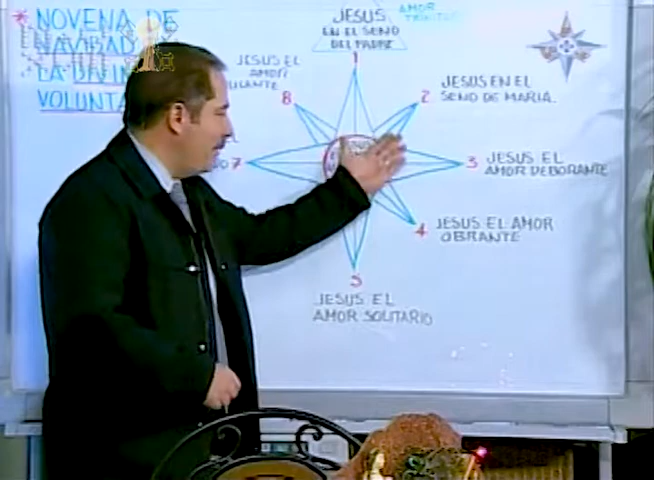 * NOVENA DE
NAVIDAD
LA DIVINA
VOLUNTA
JESUS
EN EL SENO
DEL PADRE
AMOR
1
2
JESUS EN EL
SENO DE MARIA.
3
JESUS EL
AMOR DEBORANTE
4
JESUS EL AMOR
OBRANTE
5
JESUS EL
AMOR SOLITARIO
7
8
JESUS EL
AMOR